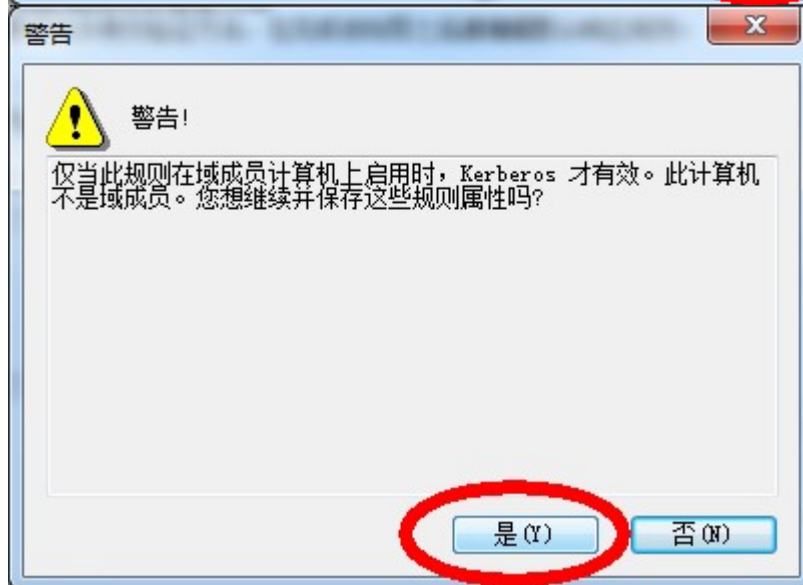 警告
警告!
仅当此规则在域成员计算机上启用时，Kerberos 才有效。此计算机
不是域成员。您想继续并保存这些规则属性吗?
是(Y)
否(N)